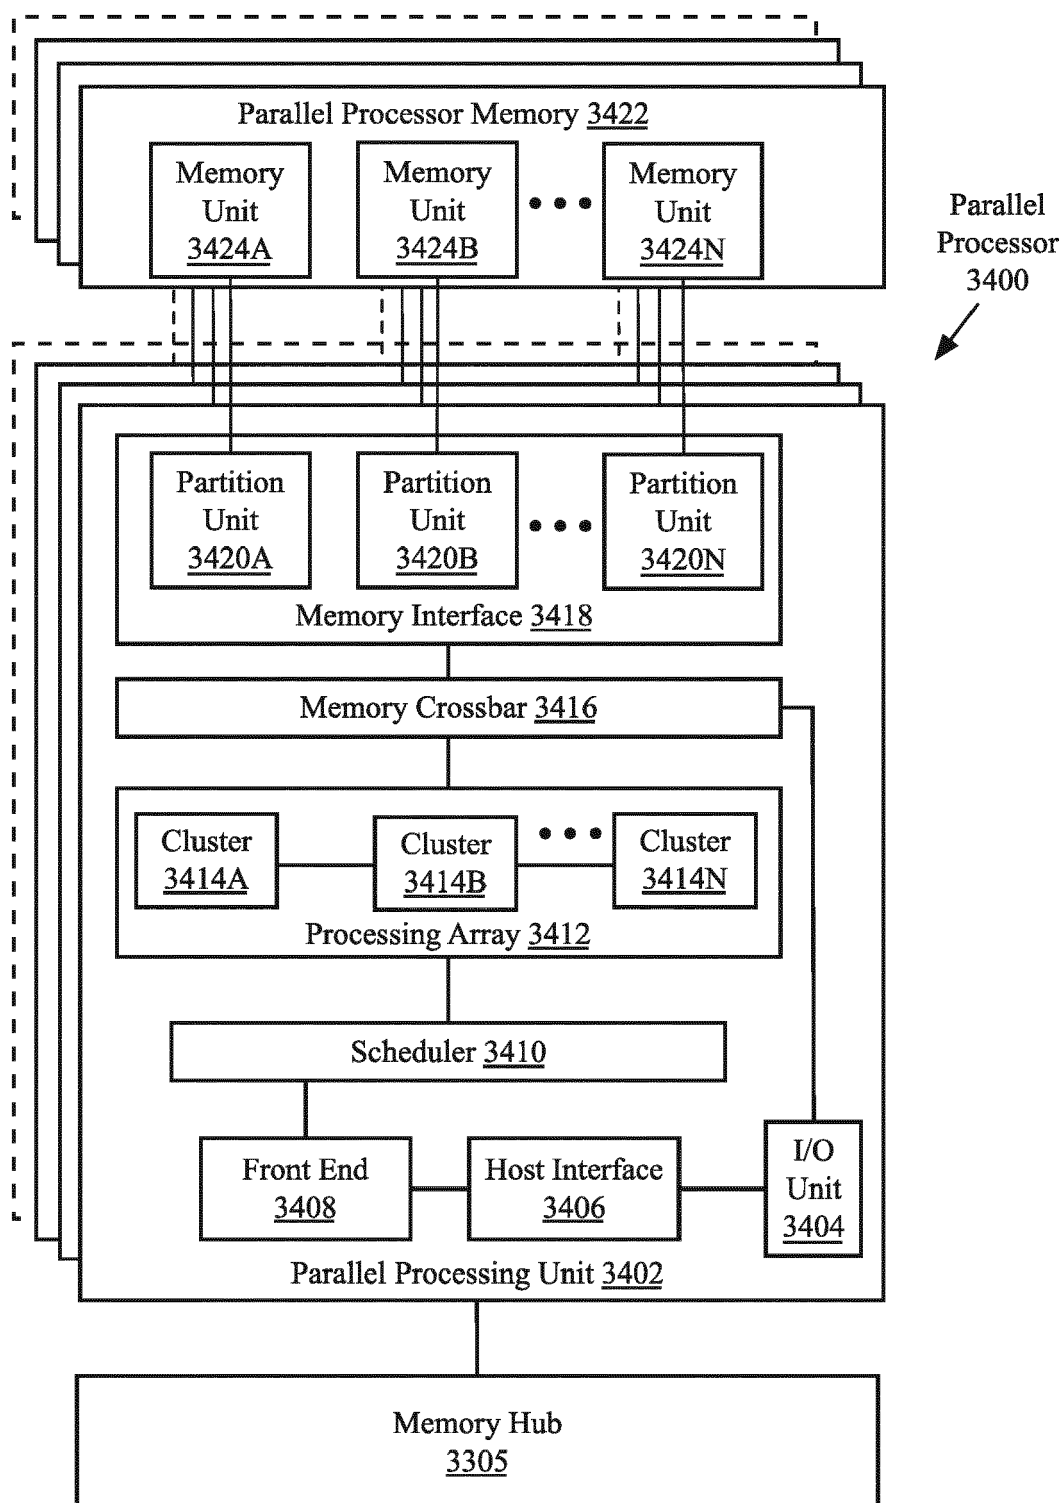 Parallel Processor Memory 3422
Memory
Unit
3424A
Memory
Unit
3424B
Memory
Unit
3424N
Parallel
Processor
3400
Partition
Unit
3420A
Partition
Unit
3420B
Partition
Unit
3420N
Memory Interface 3418
Memory Crossbar 3416
Cluster
3414A
Cluster
3414B
Cluster
3414N
Processing Array 3412
Scheduler 3410
Front End
3408
Host Interface
3406
I/O
Unit
3404
Parallel Processing Unit 3402
Memory Hub
3305